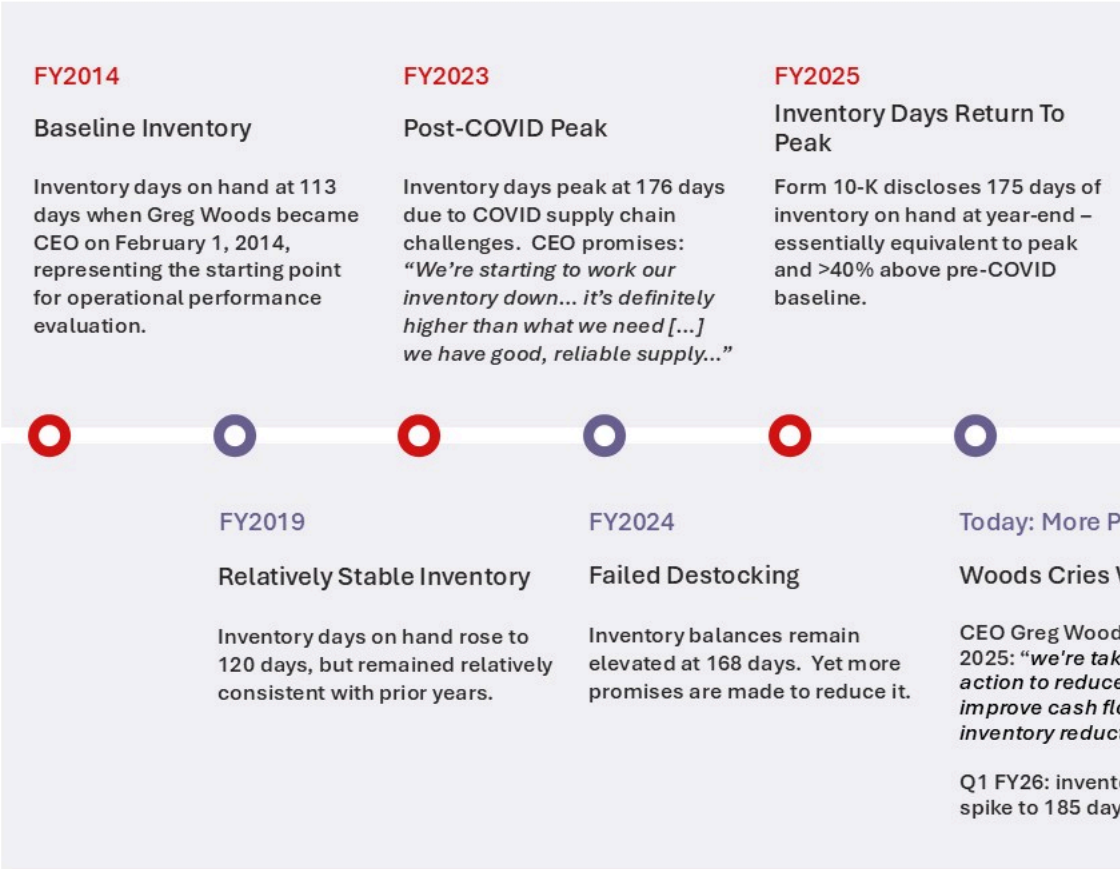 FY2014
Baseline Inventory
Inventory days on hand at 113
days when Greg Woods became
CEO on February 1, 2014,
representing the starting point
for operational performance
evaluation.
FY2023
Post-COVID Peak
Inventory days peak at 176 days
due to COVID supply chain
challenges. CEO promises:
“We’re starting to work our
inventory down... it’s definitely
higher than what we need [...]
we have good, reliable supply...”
FY2025
Inventory Days Return To
Peak
Form 10-K discloses 175 days of
inventory on hand at year-end –
essentially equivalent to peak
and >40% above pre-COVID
baseline.
FY2019
Relatively Stable Inventory
Inventory days on hand rose to
120 days, but remained relatively
consistent with prior years.
FY2024
Failed Destocking
Inventory balances remain
elevated at 168 days. Yet more
promises are made to reduce it.
Today: More
Woods Cries
CEO Greg
2025: “we're
action to reduce
improve cash
inventory
Q1 FY26:
spike to 185